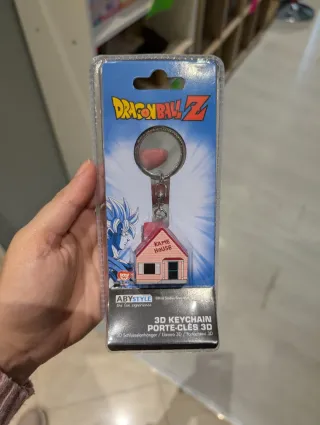 DRAGON BALL Z
KAME
HOUSE
ABYSTYLE
3D KEYCHAIN
PORTE-CLÉS 3D